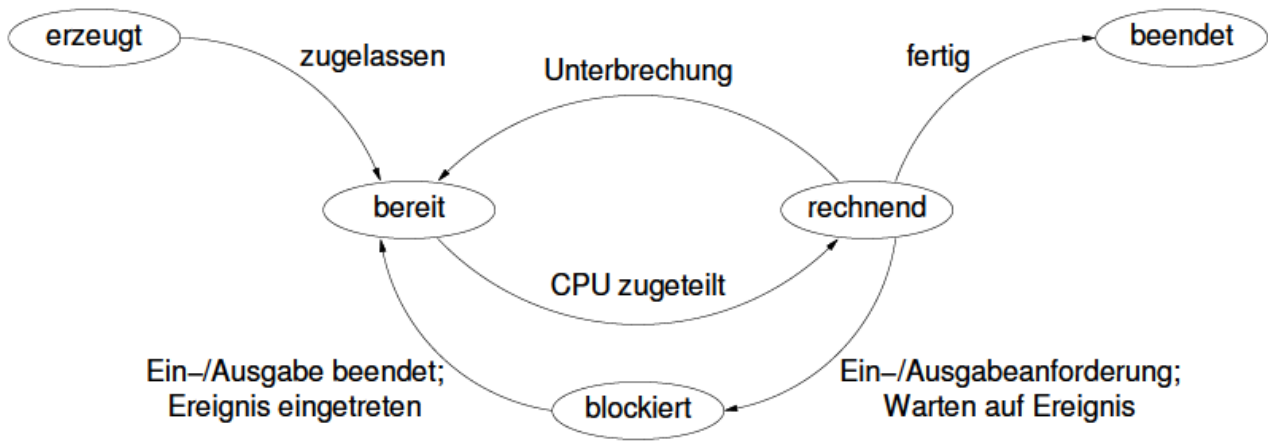 erzeugt
beendet
zugelassen
Unterbrechung
fertig
bereit
rechnend
CPU zugeteilt
Ein–/Ausgabe beendet;
Ereignis eingetreten
Ein–/Ausgabeanforderung;
Warten auf Ereignis
blockiert